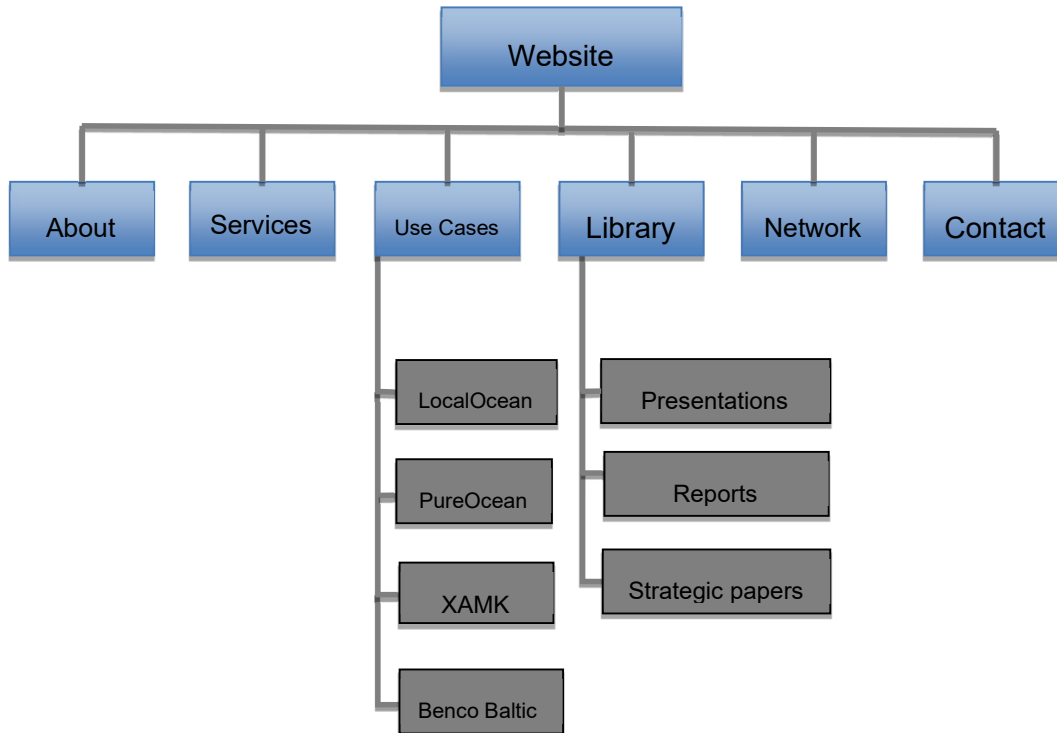 Website
About
Services
Use Cases
Library
Network
Contact
LocalOcean
PureOcean
XAMK
Benco Baltic
Presentations
Reports
Strategic papers